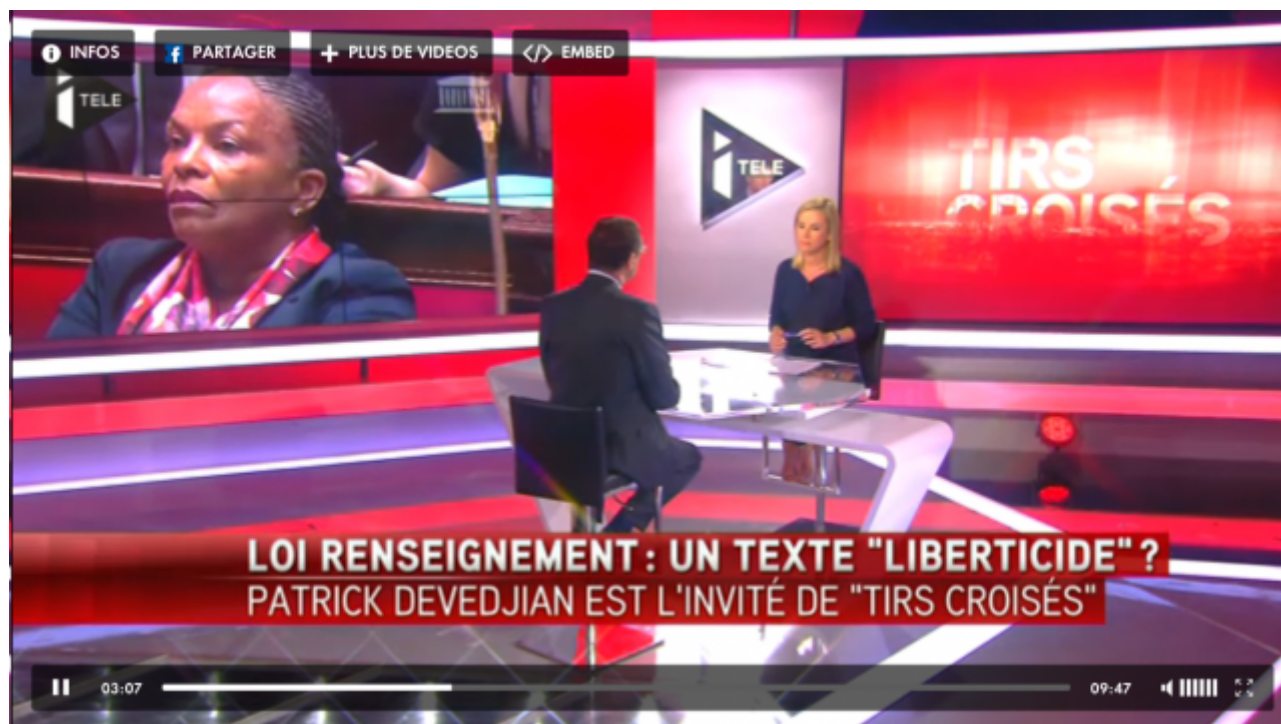 INFOS
PARTAGER
+ PLUS DE VIDEOS
</> EMBED
i TELE
i TELE
TIRS
CROISÉS
LOI RENSEIGNEMENT : UN TEXTE "LIBERTICIDE" ?
PATRICK DEVEDJIAN EST L'INVITÉ DE "TIRS CROISÉS"
03:07
09:47